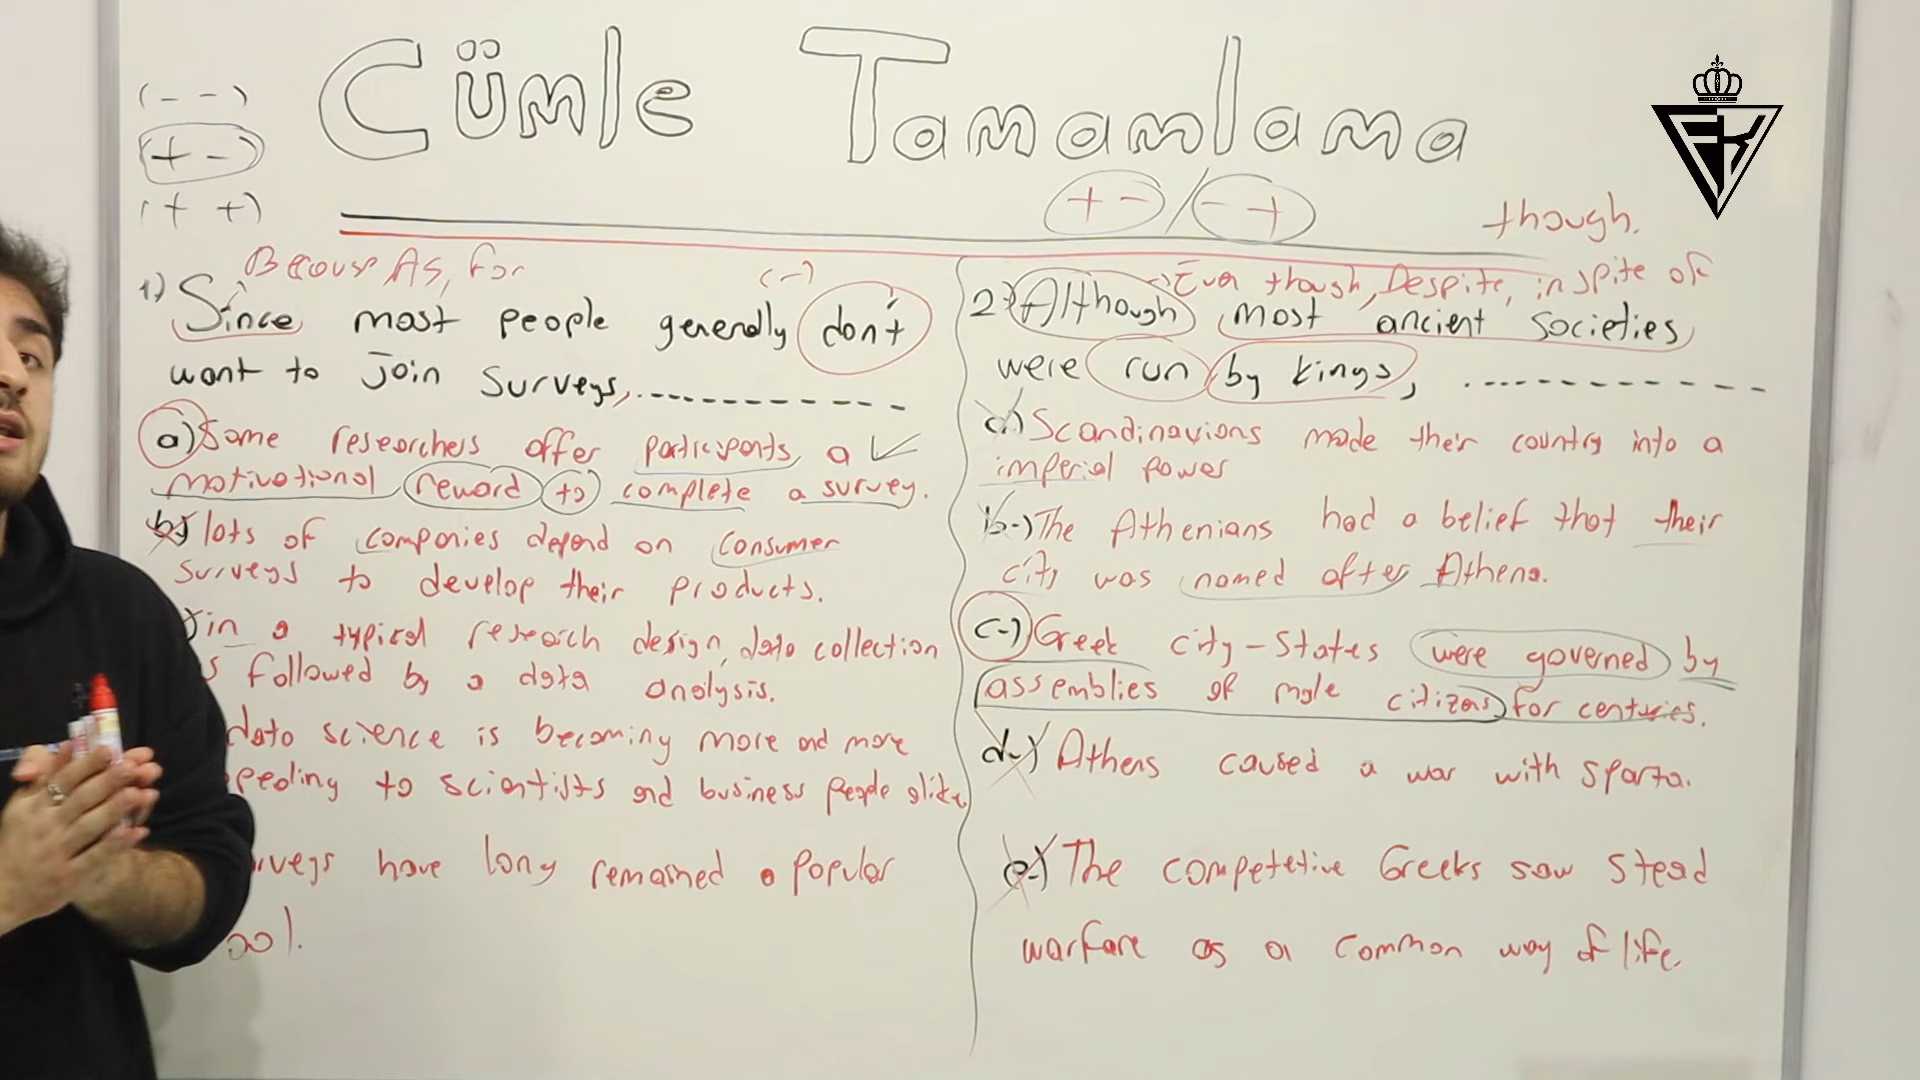 Cümle Tamamlama
(- -)
(+ -)
(+ +)
+ - / - +
though.
Because As, For
(-)
1) Since most people generally don't
want to join surveys, ------------
a) Some researchers offer participants a
motivational reward to complete a survey.
b) lots of companies depend on consumer
surveys to develop their products.
in a typical research design, data collection
followed by a data analysis.
data science is becoming more and more
to scientists and business people alike
have long remained a popular
Even though, Despite, in spite of
2) Although most ancient societies
were run by kings, ------------
Scandinavions made their country into a
imperial power
b-) The Athenians had a belief that their
city was named after Athena.
c-) Greek city-states were governed by
assemblies of male citizens for centuries.
d-) Athens caused a war with Sparta.
e-) The competetive Greeks saw stead
warfare as a common way of life.